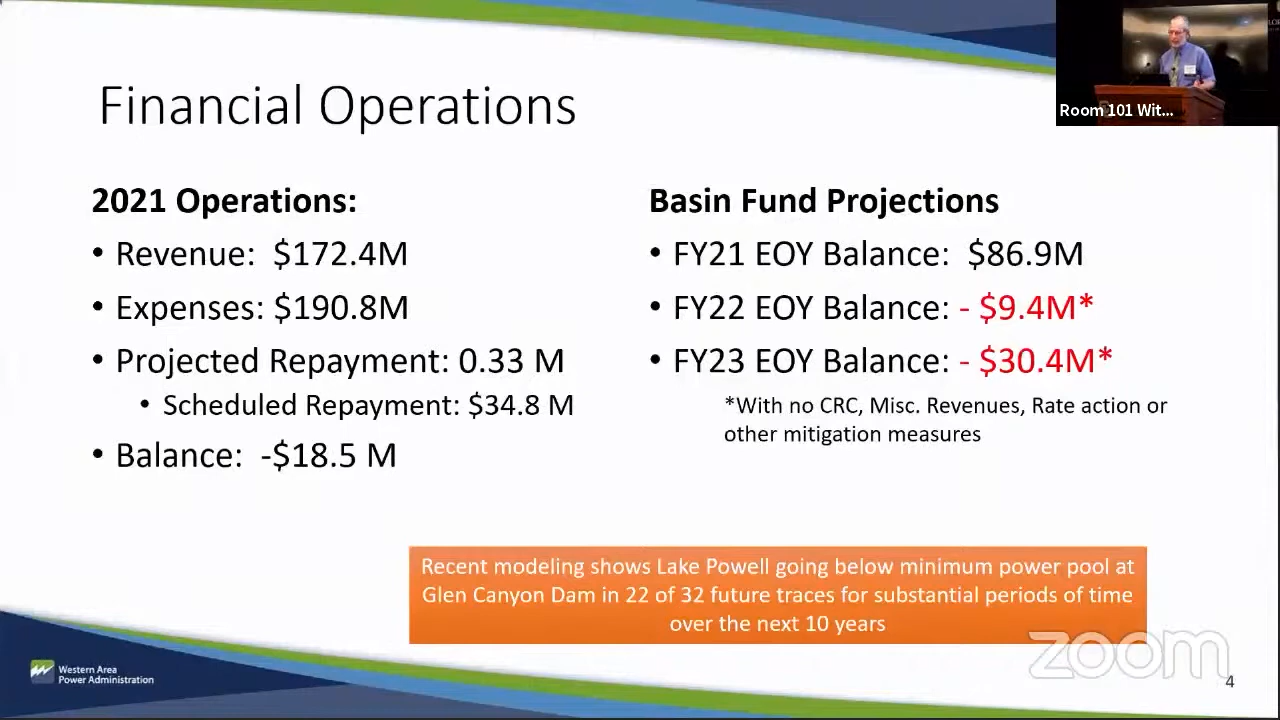 Room 101 Wit...
Financial Operations
2021 Operations:
• Revenue: $172.4M
• Expenses: $190.8M
• Projected Repayment: 0.33 M
• Scheduled Repayment: $34.8 M
• Balance: -$18.5 M
Basin Fund Projections
• FY21 EOY Balance: $86.9M
• FY22 EOY Balance: - $9.4M*
• FY23 EOY Balance: - $30.4M*
*With no CRC, Misc. Revenues, Rate action or
other mitigation measures
Recent modeling shows Lake Powell going below minimum power pool at
Glen Canyon Dam in 22 of 32 future traces for substantial periods of time
over the next 10 years
Western Area
Power Administration
zoom
4